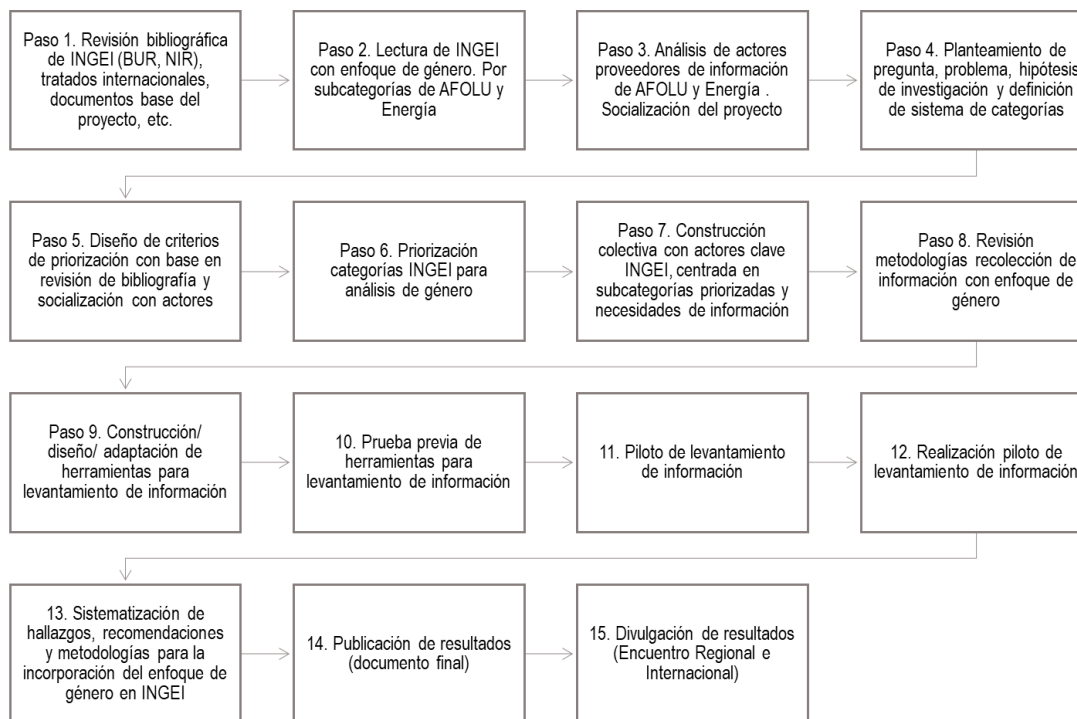 Paso 1. Revisión bibliográfica
de INGEI (BUR, NIR),
tratados internacionales,
documentos base del
proyecto, etc.
Paso 2. Lectura de INGEI
con enfoque de género. Por
subcategorías de AFOLU y
Energía
Paso 3. Análisis de actores
proveedores de información
de AFOLU y Energía .
Socialización del proyecto
Paso 4. Planteamiento de
pregunta, problema, hipótesis
de investigación y definición
de sistema de categorías
Paso 5. Diseño de criterios
de priorización con base en
revisión de bibliografía y
socialización con actores
Paso 6. Priorización
categorías INGEI para
análisis de género
Paso 7. Construcción
colectiva con actores clave
INGEI, centrada en
subcategorías priorizadas y
necesidades de información
Paso 8. Revisión
metodologías recolección de
información con enfoque de
género
Paso 9. Construcción/
diseño/ adaptación de
herramientas para
levantamiento de información
10. Prueba previa de
herramientas para
levantamiento de información
11. Piloto de levantamiento
de información
12. Realización piloto de
levantamiento de información
13. Sistematización de
hallazgos, recomendaciones
y metodologías para la
incorporación del enfoque de
género en INGEI
14. Publicación de resultados
(documento final)
15. Divulgación de resultados
(Encuentro Regional e
Internacional)